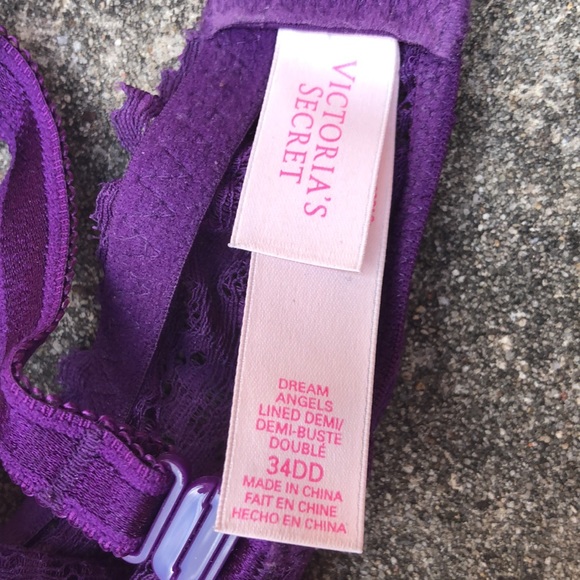 VICTORIA'S
SECRET
DREAM
ANGELS
LINED DEMI/
DEMI-BUSTE
DOUBLÉ
34DD
MADE IN CHINA
FAIT EN CHINE
HECHO EN CHINA